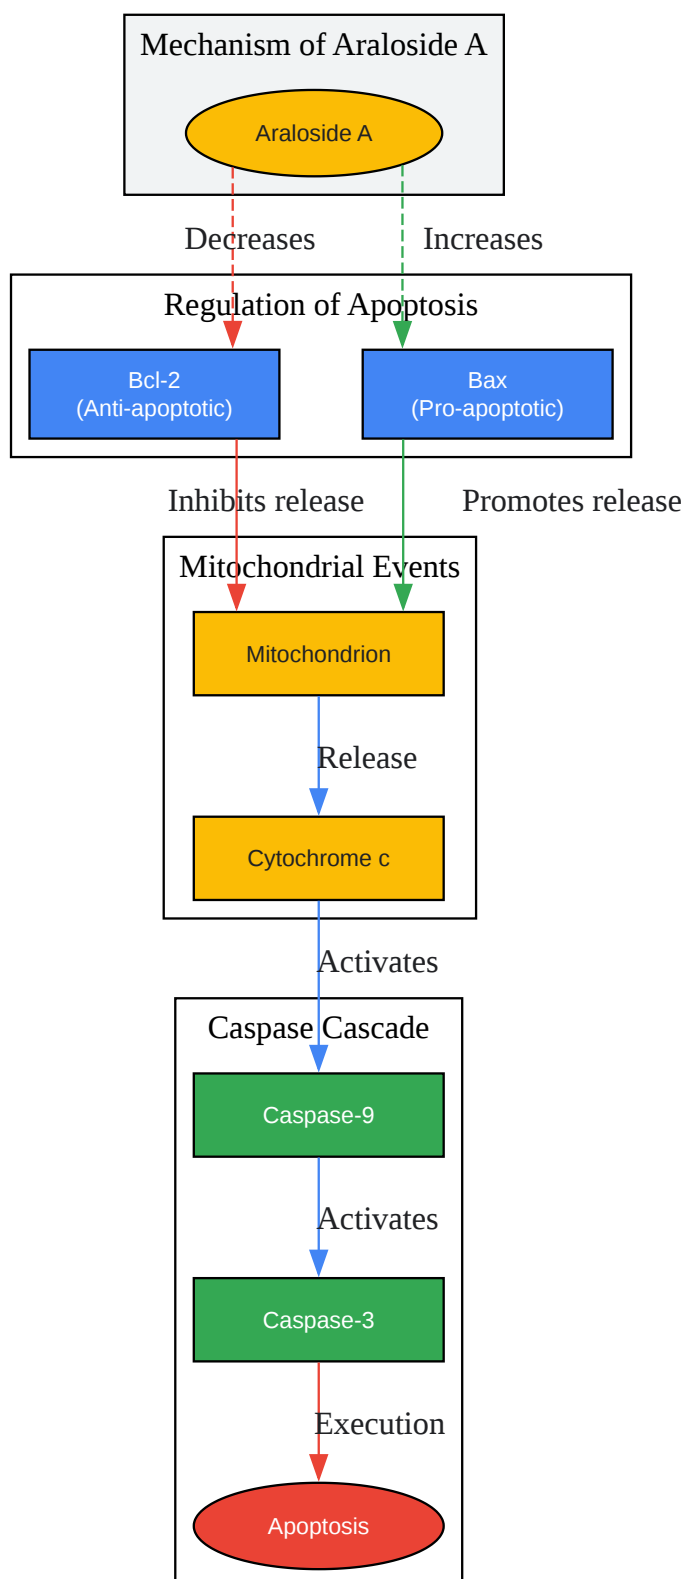 Mechanism of Araloside A
Araloside A
Decreases
Increases
Regulation of Apoptosis
Bcl-2
(Anti-apoptotic)
Bax
(Pro-apoptotic)
Inhibits release
Promotes release
Mitochondrial Events
Mitochondrion
Release
Cytochrome c
Activates
Caspase Cascade
Caspase-9
Activates
Caspase-3
Execution
Apoptosis